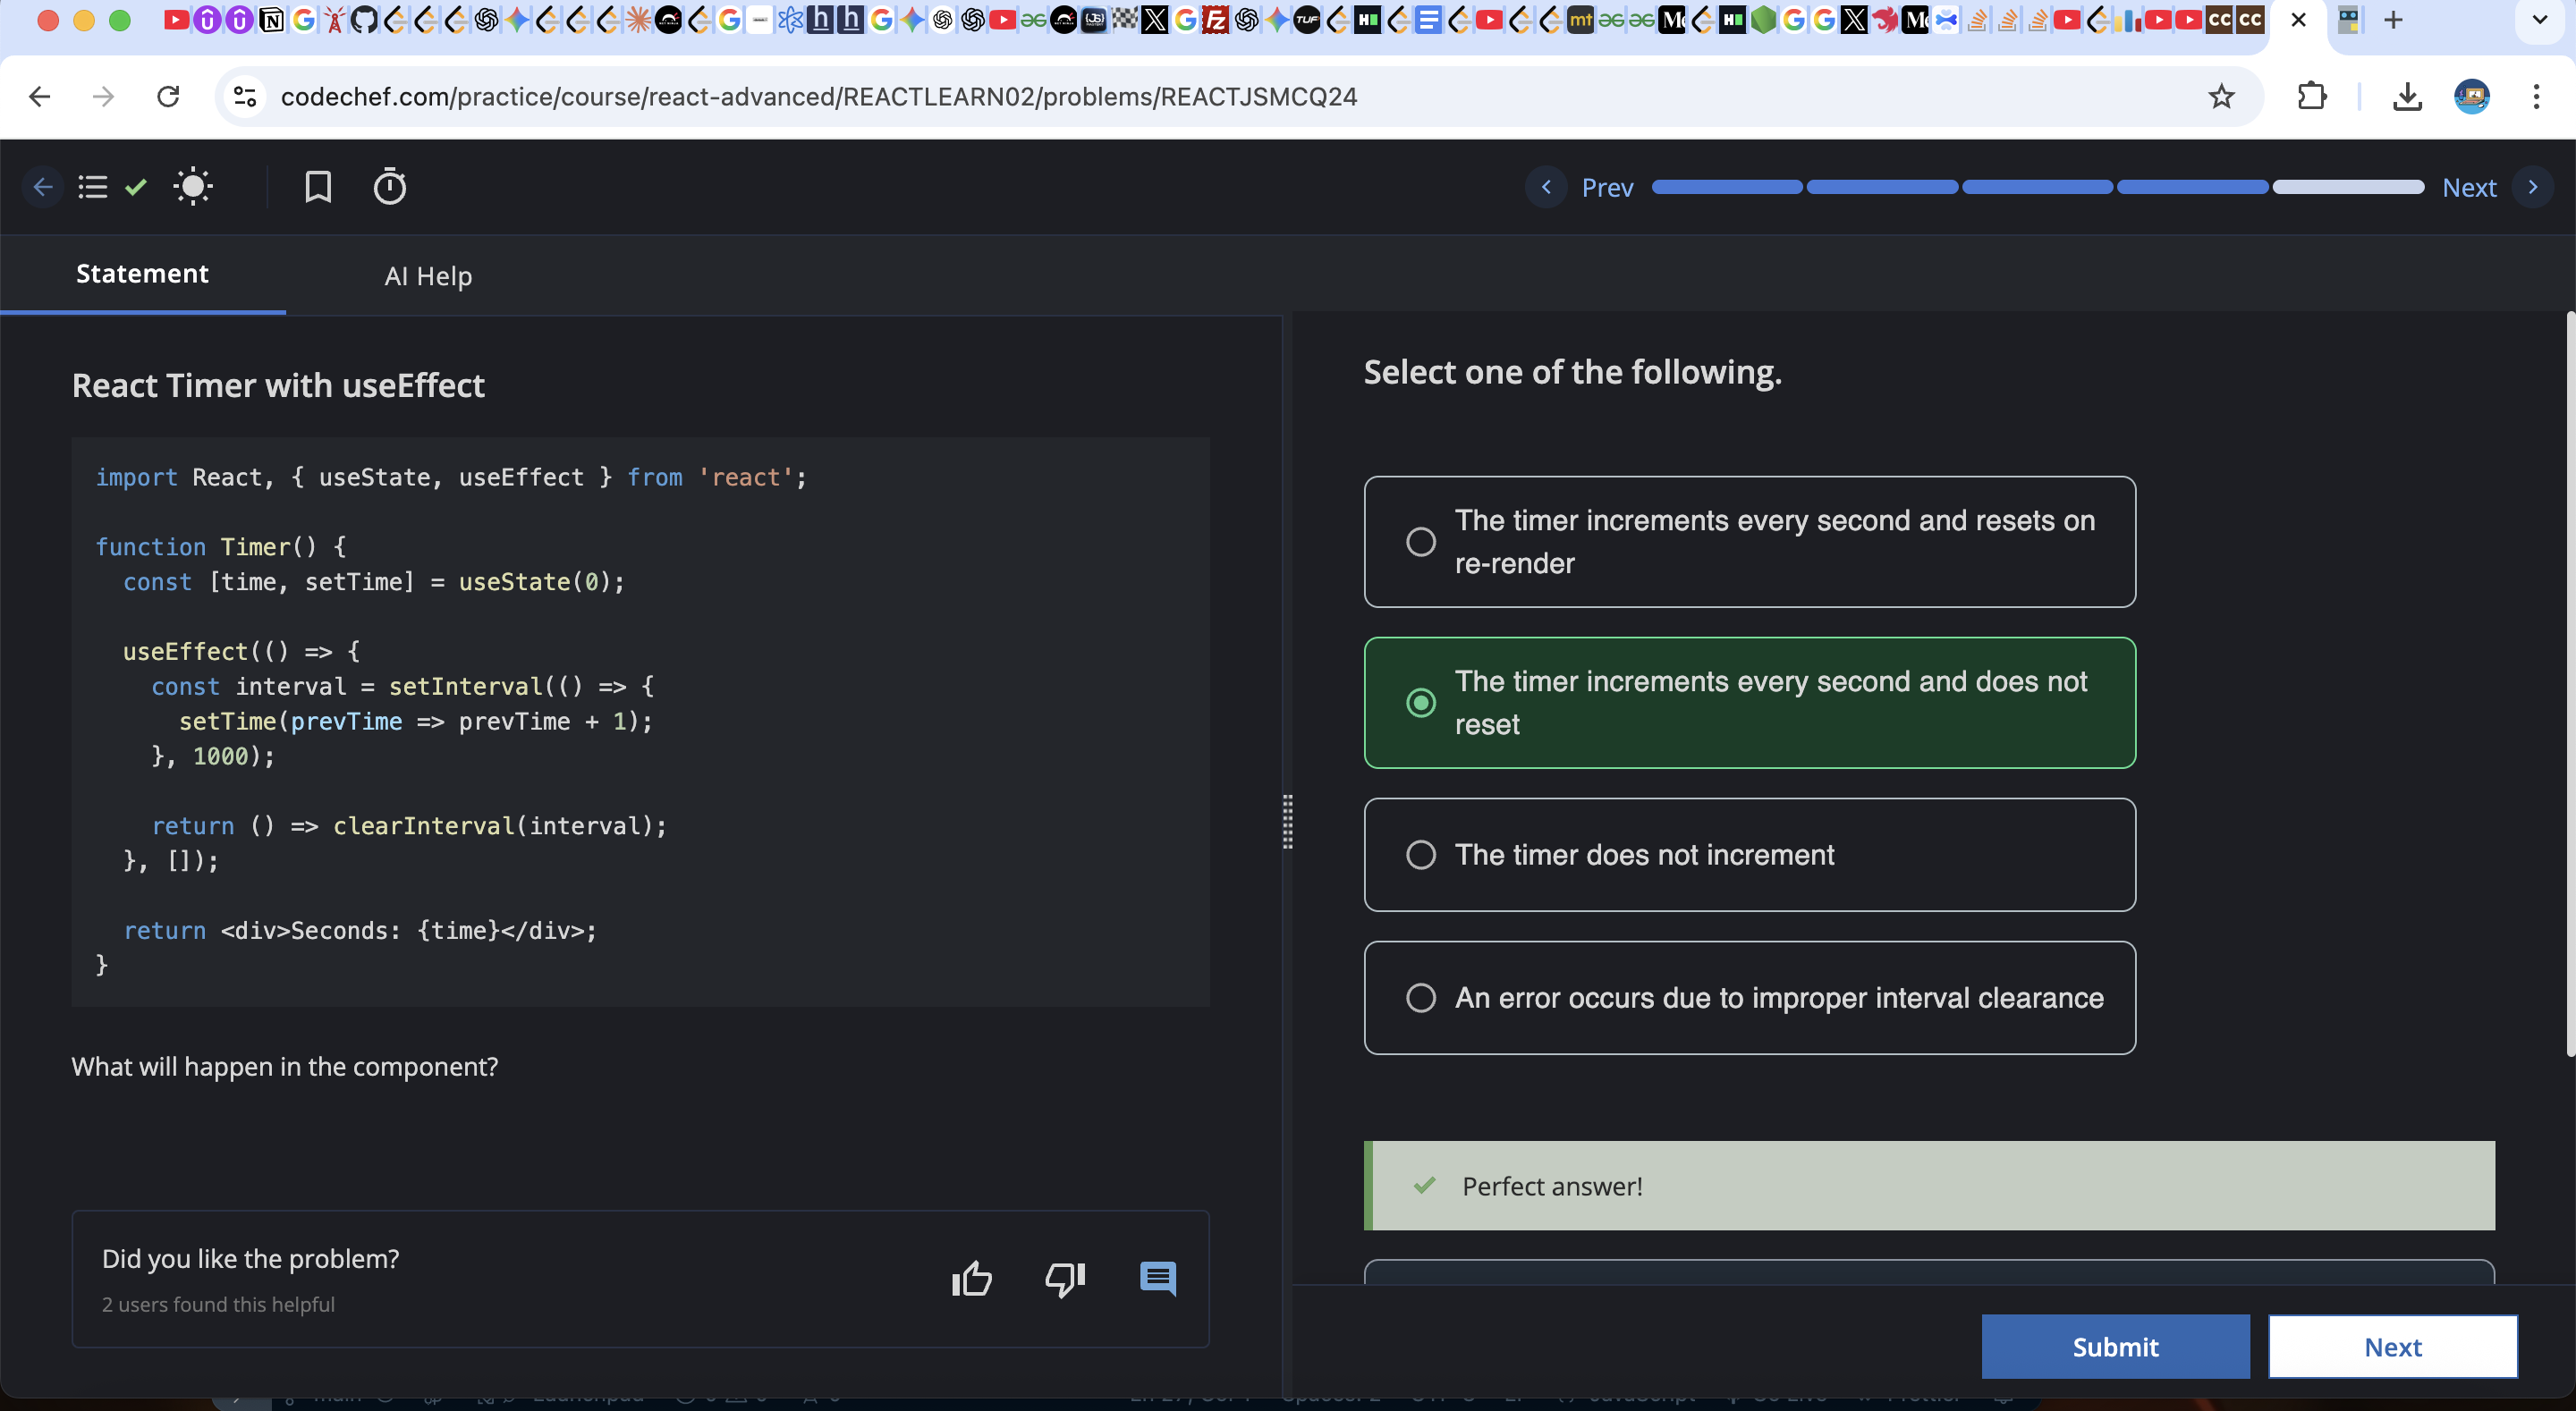 codechef.com/practice/course/react-advanced/REACTLEARN02/problems/REACTJSMCQ24
Prev
Next
Statement
AI Help
React Timer with useEffect
import React, { useState, useEffect } from 'react';
function Timer() {
const [time, setTime] = useState(0);
useEffect(() => {
const interval = setInterval(() => {
setTime(prevTime => prevTime + 1);
}, 1000);
return () => clearInterval(interval);
}, []);
return <div>Seconds: {time}</div>;
}
What will happen in the component?
Did you like the problem?
2 users found this helpful
Select one of the following.
The timer increments every second and resets on
re-render
The timer increments every second and does not
reset
The timer does not increment
An error occurs due to improper interval clearance
Perfect answer!
Submit
Next